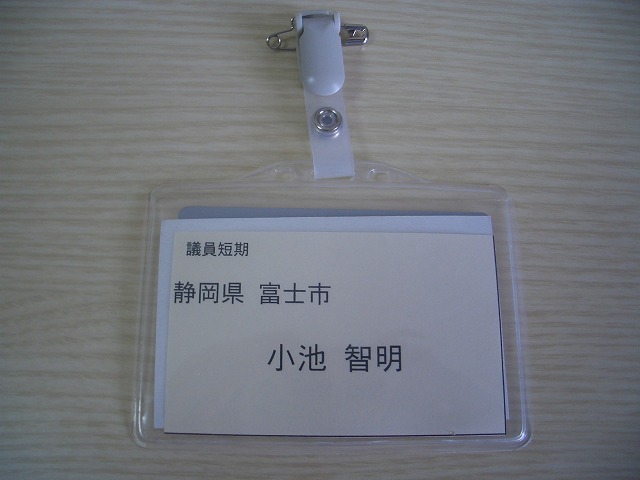 議員短期
静岡県 富士市
小池 智明